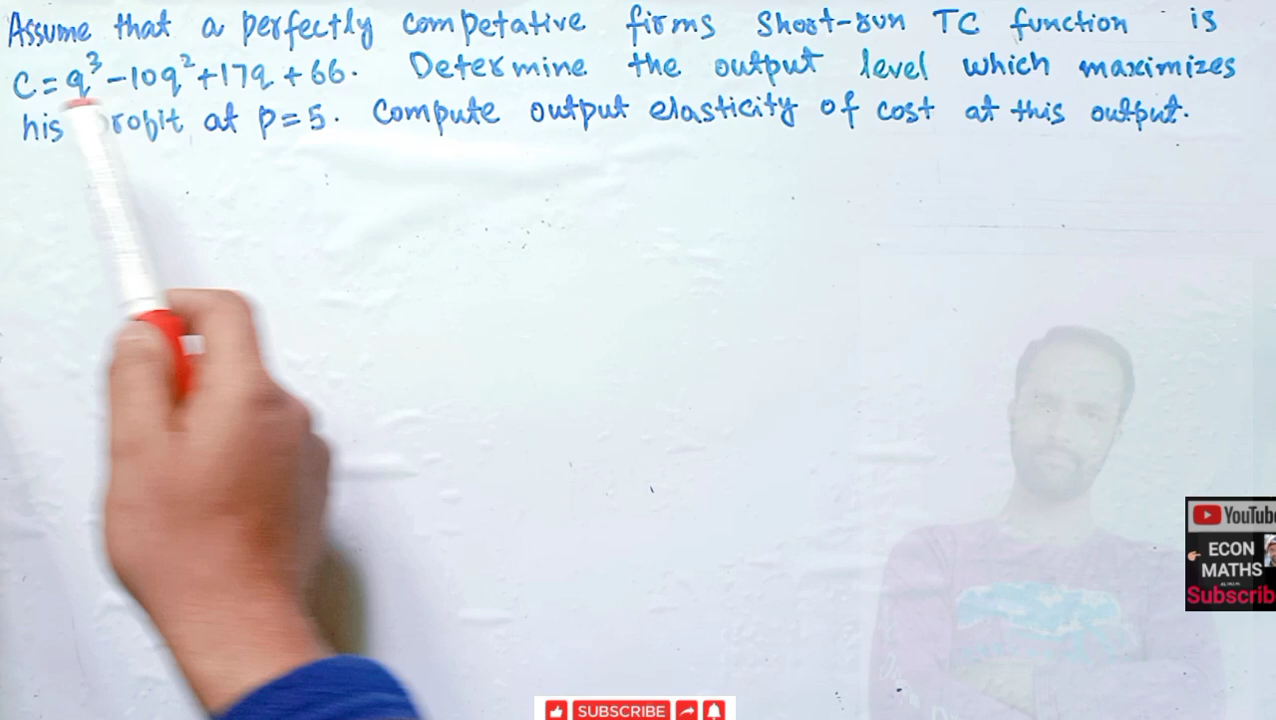 Assume that a perfectly competative firms short-run TC function is
C = q³ - 10q² + 17q + 66. Determine the output level which maximizes
his profit at p = 5. Compute output elasticity of cost at this output.
YouTube
ECON
MATHS
Subscrib
SUBSCRIBE